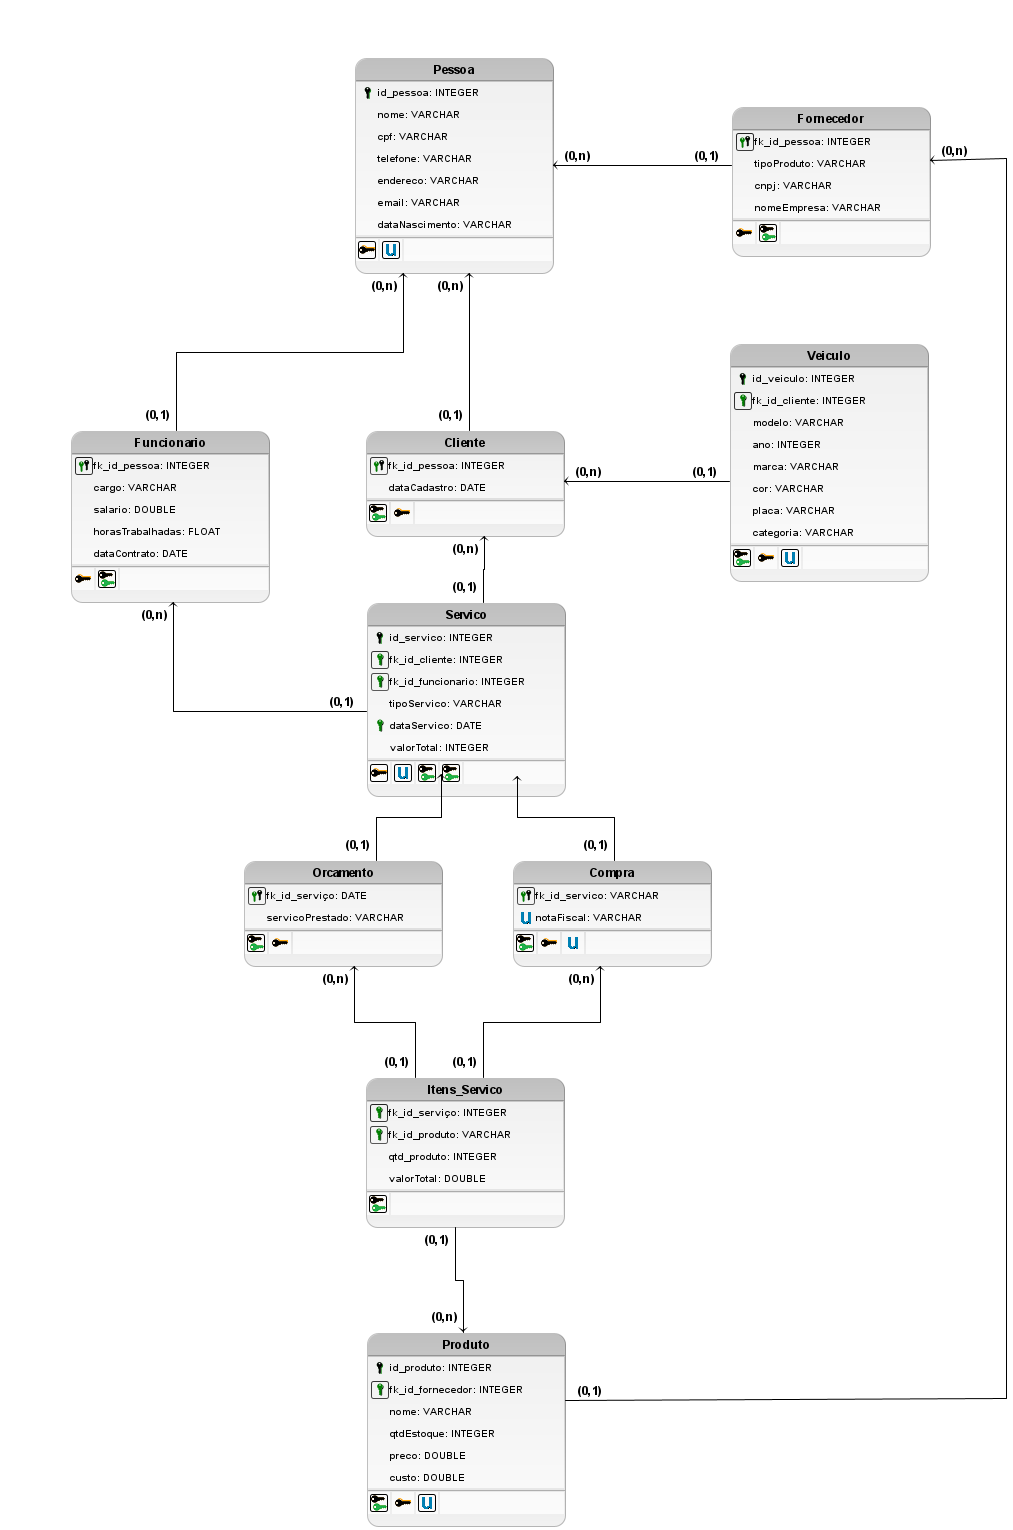 Pessoa
id_pessoa: INTEGER
nome: VARCHAR
cpf: VARCHAR
telefone: VARCHAR
endereco: VARCHAR
email: VARCHAR
dataNascimento: VARCHAR
u
Fornecedor
fk_id_pessoa: INTEGER
tipoProduto: VARCHAR
cnpj: VARCHAR
nomeEmpresa: VARCHAR
(0,n)
(0,1)
(0,n)
(0,n)
(0,n)
(0,1)
(0,1)
Veiculo
id_veiculo: INTEGER
fk_id_cliente: INTEGER
modelo: VARCHAR
ano: INTEGER
marca: VARCHAR
cor: VARCHAR
placa: VARCHAR
categoria: VARCHAR
u
Funcionario
fk_id_pessoa: INTEGER
cargo: VARCHAR
salario: DOUBLE
horasTrabalhadas: FLOAT
dataContrato: DATE
Cliente
fk_id_pessoa: INTEGER
dataCadastro: DATE
(0,n)
(0,1)
(0,n)
(0,1)
(0,n)
(0,1)
Servico
id_servico: INTEGER
fk_id_cliente: INTEGER
fk_id_funcionario: INTEGER
tipoServico: VARCHAR
dataServico: DATE
valorTotal: INTEGER
u
(0,1)
(0,1)
Orcamento
fk_id_serviço: DATE
servicoPrestado: VARCHAR
Compra
fk_id_servico: VARCHAR
u notaFiscal: VARCHAR
u
(0,n)
(0,n)
(0,1)
(0,1)
Itens_Servico
fk_id_serviço: INTEGER
fk_id_produto: VARCHAR
qtd_produto: INTEGER
valorTotal: DOUBLE
(0,1)
(0,n)
Produto
id_produto: INTEGER
fk_id_fornecedor: INTEGER
nome: VARCHAR
qtdEstoque: INTEGER
preco: DOUBLE
custo: DOUBLE
u
(0,1)